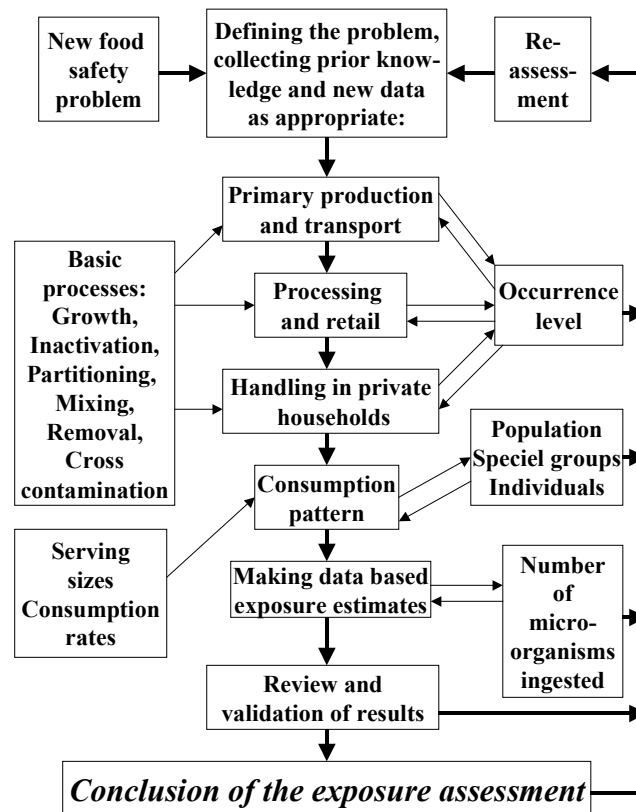 New food
safety
problem
Defining the problem,
collecting prior know-
ledge and new data
as appropriate:
Re-
assess-
ment
Primary production
and transport
Basic
processes:
Growth,
Inactivation,
Partitioning,
Mixing,
Removal,
Cross
contamination
Processing
and retail
Occurrence
level
Handling in private
households
Population
Speciel groups
Individuals
Consumption
pattern
Serving
sizes
Consumption
rates
Making data based
exposure estimates
Number
of
micro-
organisms
ingested
Review and
validation of results
Conclusion of the exposure assessment